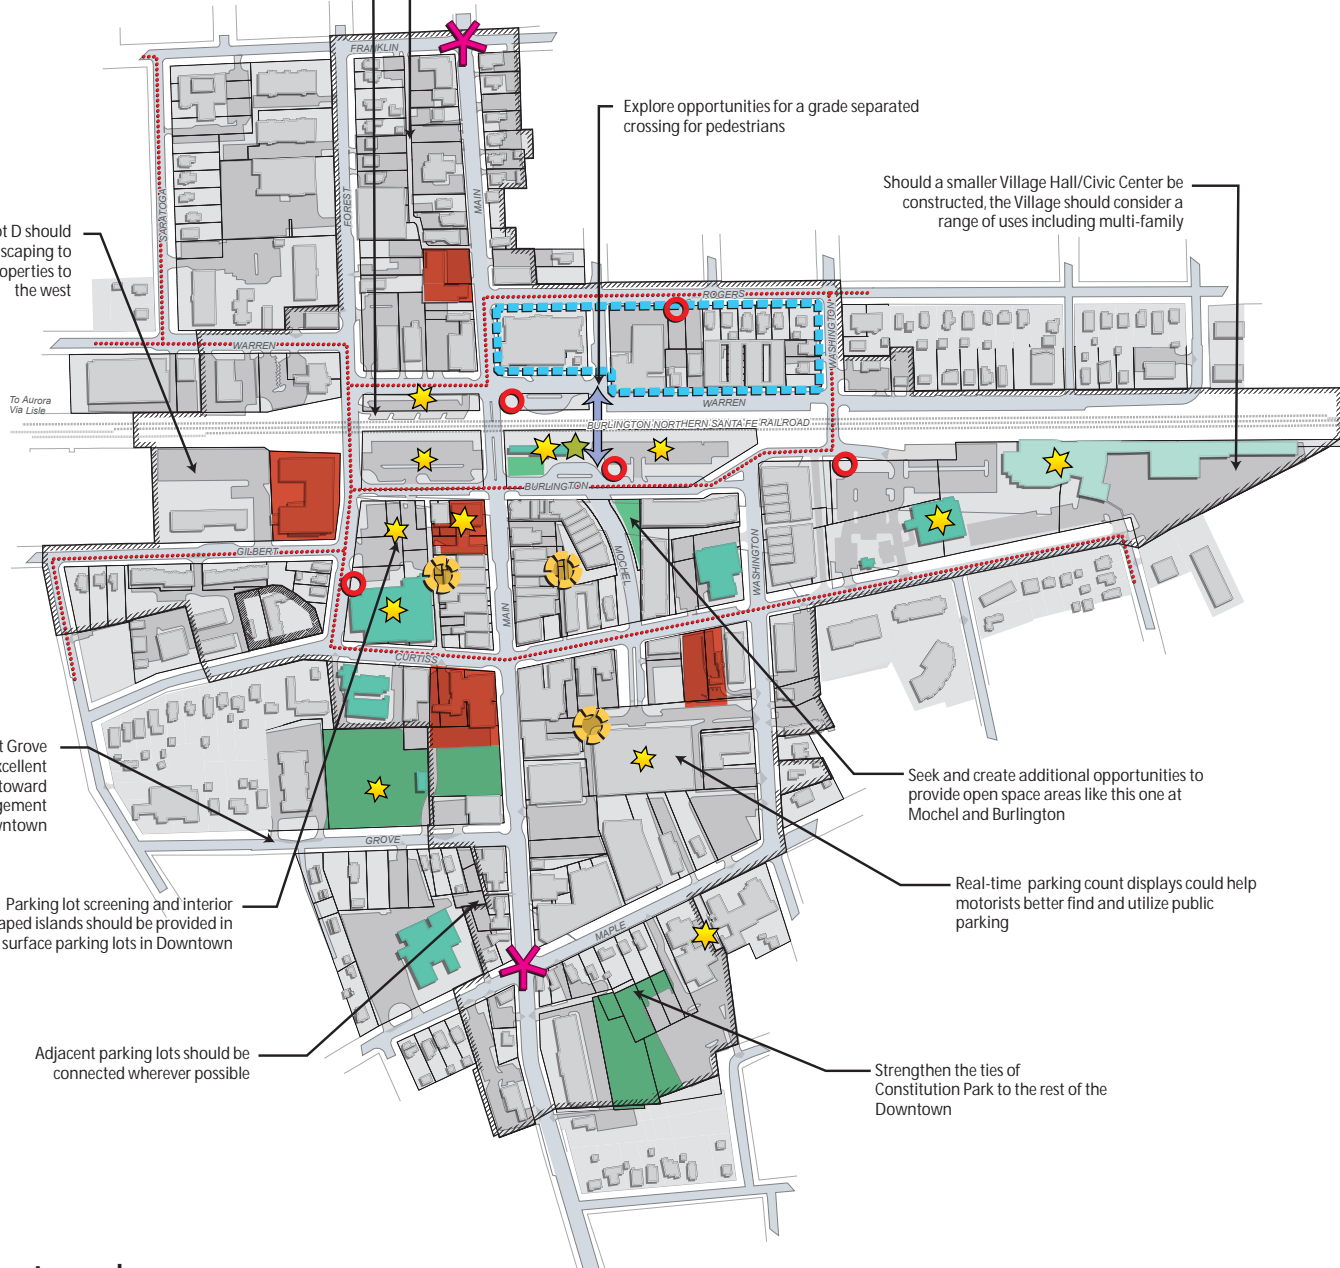 FRANKLIN
Explore opportunities for a grade separated
crossing for pedestrians
Should a smaller Village Hall/Civic Center be
constructed, the Village should consider a
range of uses including multi-family
SARATOGA
FOREST
MAIN
D should
scaping to
the west
ROGERS
WASHINGTON
WARREN
WARREN
To Aurora
Via Lisle
BURLINGTON NORTHERN SANTA FE RAILROAD
BURLINGTON
GILBERT
MOCHEL
WASHINGTON
MAIN
CURTISS
t Grove
toward
Seek and create additional opportunities to
provide open space areas like this one at
Mochel and Burlington
GROVE
Real-time parking count displays could help
motorists better find and utilize public
parking
Parking lot screening and interior
aped islands should be provided in
surface parking lots in Downtown
MAPLE
Adjacent parking lots should be
connected wherever possible
Strengthen the ties of
Constitution Park to the rest of the
Downtown